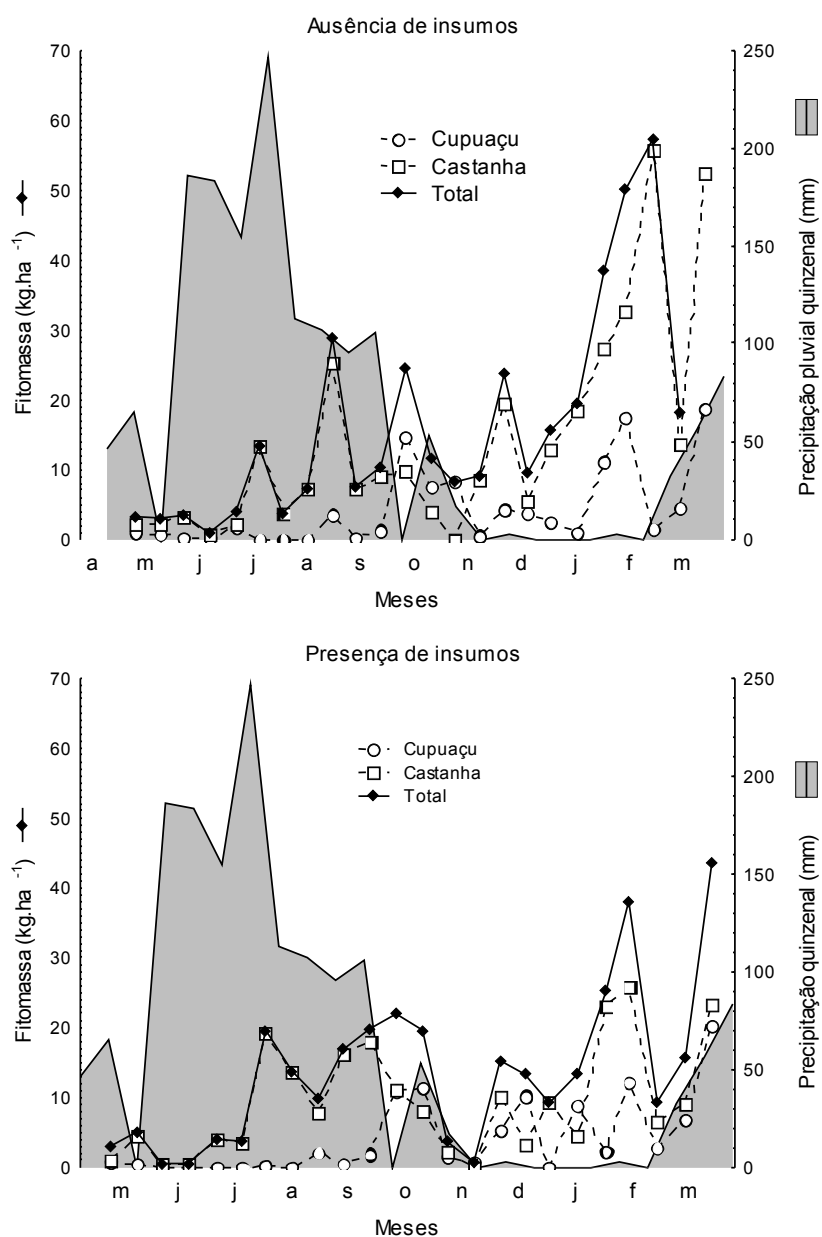 Ausência de insumos
70
60
50
40
30
20
10
0
Fitomassa (kg.ha -1)
250
200
150
100
50
0
Precipitação pluvial quinzenal (mm)
Cupuaçu
Castanha
Total
a m j j a s o n d j f m
Meses
Presença de insumos
70
60
50
40
30
20
10
0
Fitomassa (kg.ha -1)
250
200
150
100
50
0
Precipitação quinzenal (mm)
Cupuaçu
Castanha
Total
m j j a s o n d j f m
Meses